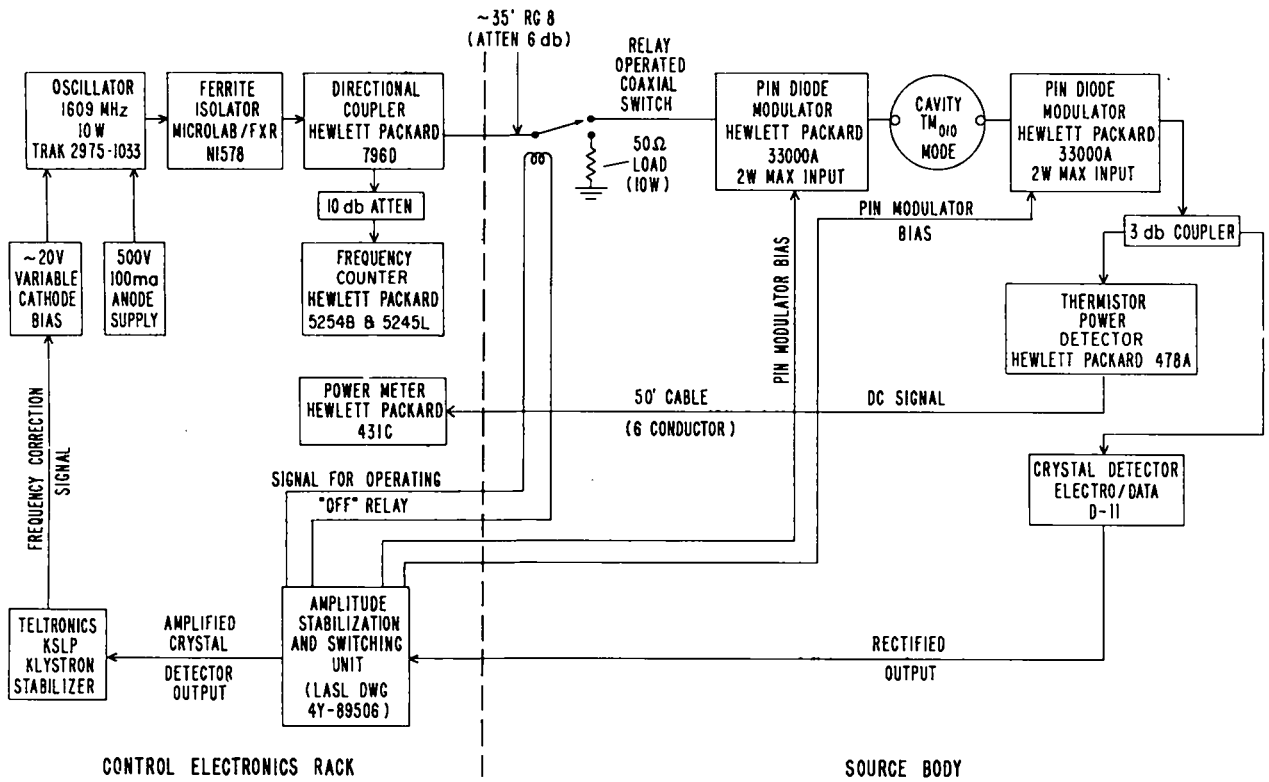 ~35' RG 8
(ATTEN 6 db)
OSCILLATOR
1609 MHz
10 W
TRAK 2975-1033
FERRITE
ISOLATOR
MICROLAB/FXR
N1578
DIRECTIONAL
COUPLER
HEWLETT PACKARD
796D
RELAY
OPERATED
COAXIAL
SWITCH
50Ω
LOAD
(10W)
PIN DIODE
MODULATOR
HEWLETT PACKARD
33000A
2W MAX INPUT
CAVITY
TM010
MODE
PIN DIODE
MODULATOR
HEWLETT PACKARD
33000A
2W MAX INPUT
10 db ATTEN
PIN MODULATOR
BIAS
3 db COUPLER
~20V
VARIABLE
CATHODE
BIAS
500V
100ma
ANODE
SUPPLY
FREQUENCY
COUNTER
HEWLETT PACKARD
5254B & 5245L
PIN MODULATOR BIAS
THERMISTOR
POWER
DETECTOR
HEWLETT PACKARD 478A
POWER METER
HEWLETT PACKARD
431C
50' CABLE
(6 CONDUCTOR)
DC SIGNAL
FREQUENCY CORRECTION
SIGNAL
SIGNAL FOR OPERATING
"OFF" RELAY
CRYSTAL DETECTOR
ELECTRO/DATA
D-11
TELTRONICS
KSLP
KLYSTRON
STABILIZER
AMPLIFIED
CRYSTAL
DETECTOR
OUTPUT
AMPLITUDE
STABILIZATION
AND SWITCHING
UNIT
(LASL DWG
4Y-89506)
RECTIFIED
OUTPUT
CONTROL ELECTRONICS RACK
SOURCE BODY